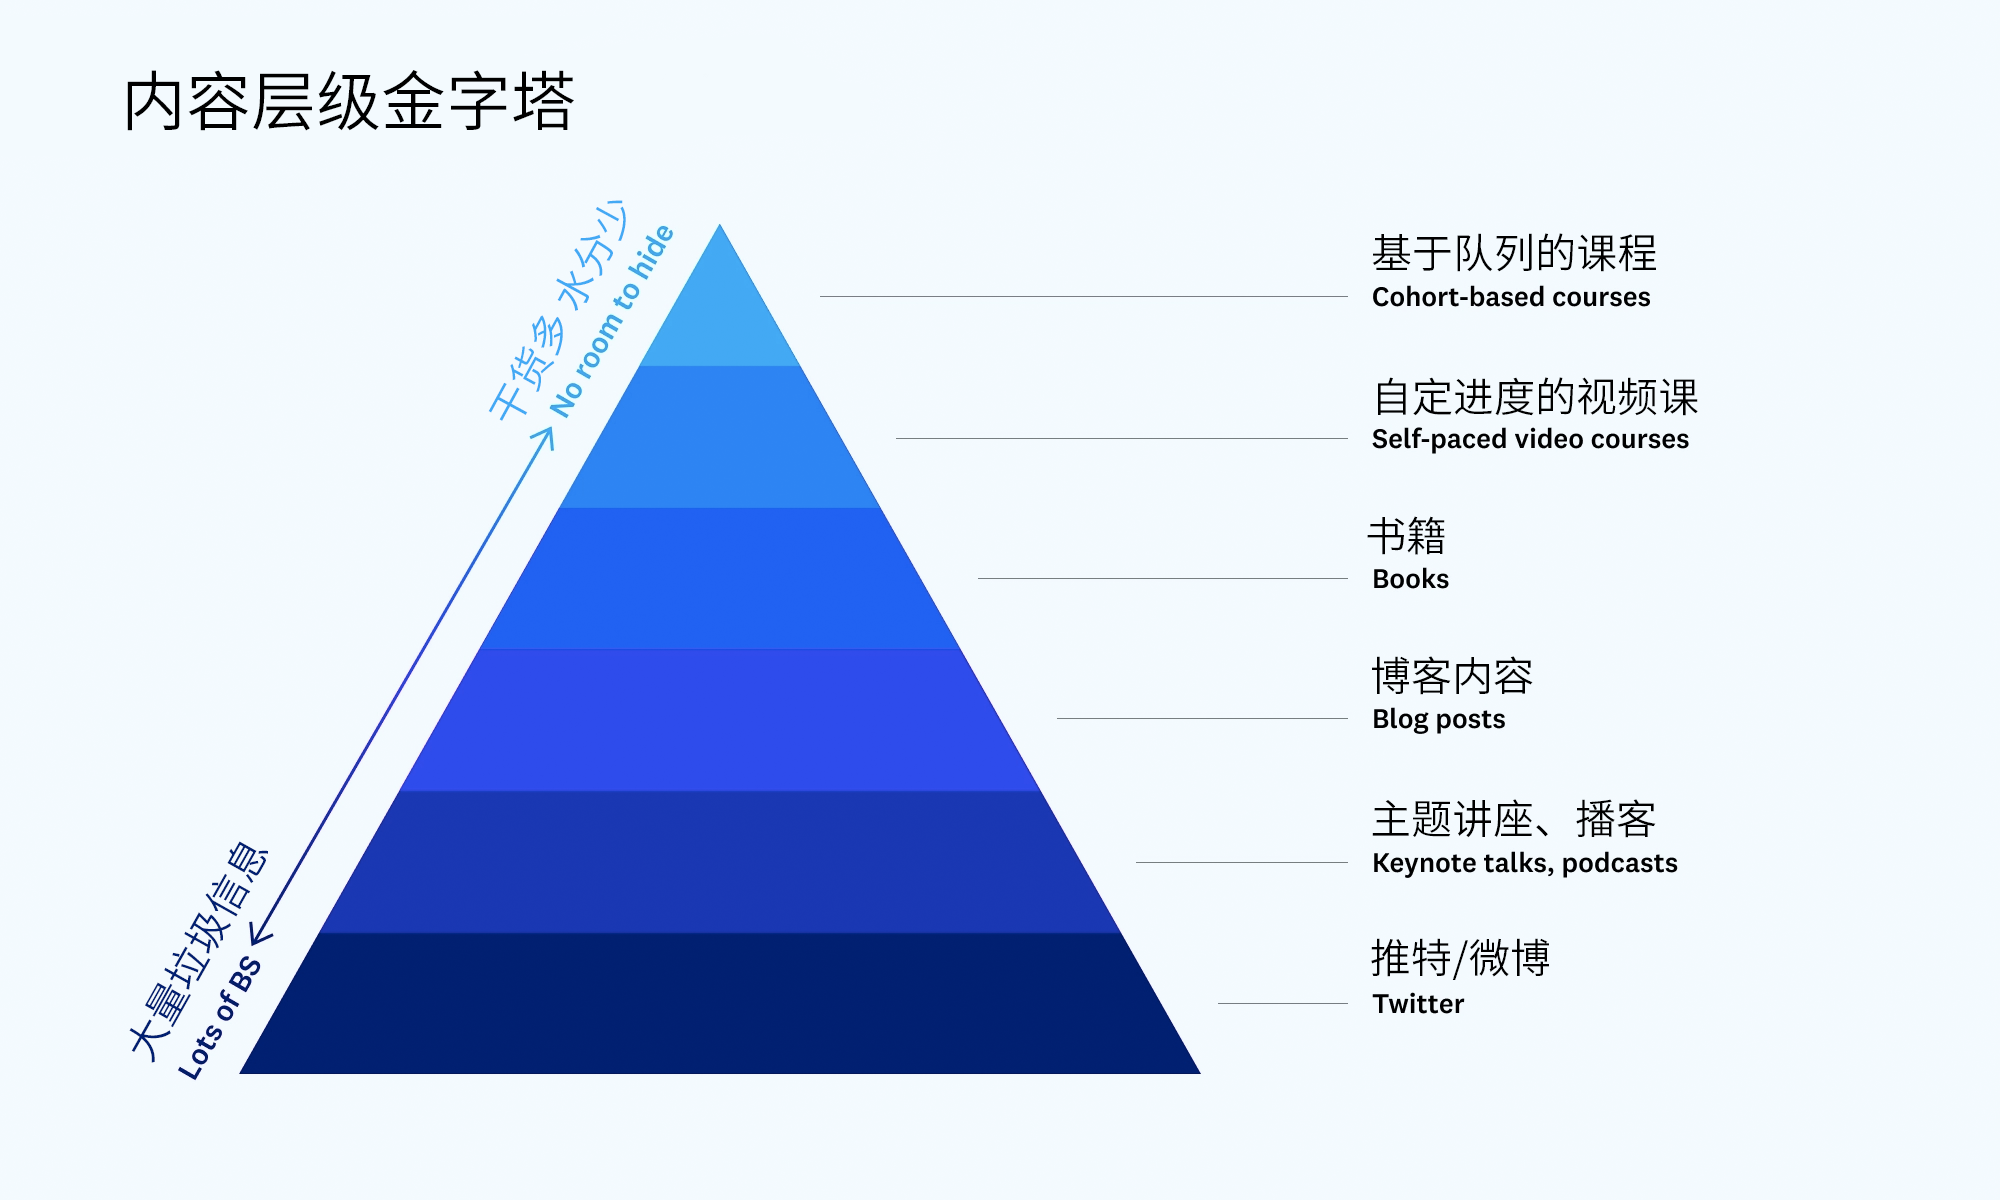 内容层级金字塔
干货多 水分少
No room to hide
基于队列的课程
Cohort-based courses
自定进度的视频课
Self-paced video courses
书籍
Books
博客内容
Blog posts
主题讲座、播客
Keynote talks, podcasts
大量垃圾信息
Lots of BS
推特/微博
Twitter